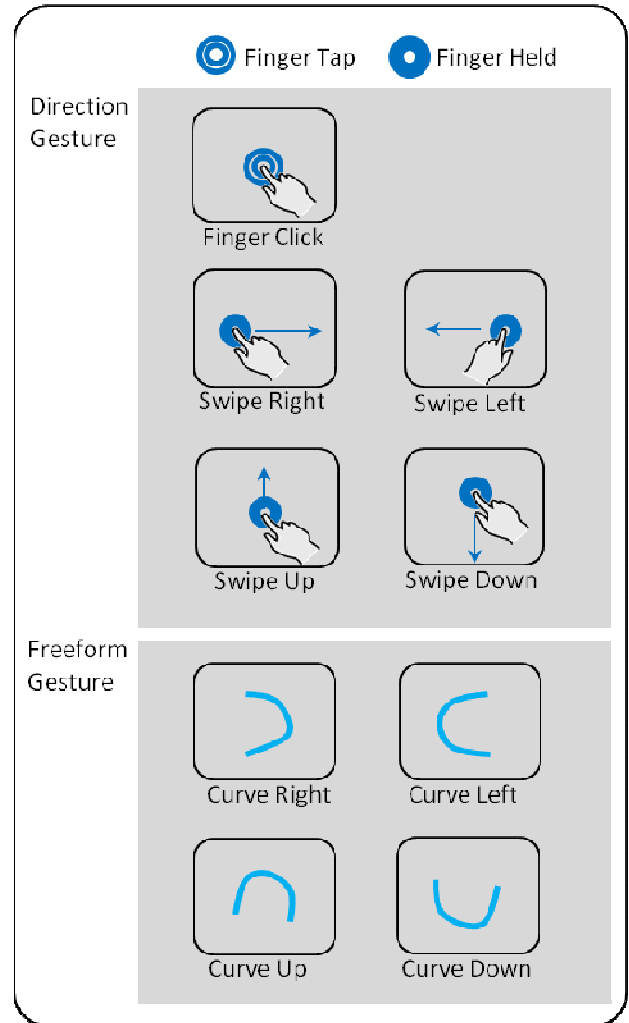 Finger Tap Finger Held
Direction
Gesture
Finger Click
Swipe Right Swipe Left
Swipe Up Swipe Down
Freeform
Gesture
Curve Right Curve Left
Curve Up Curve Down